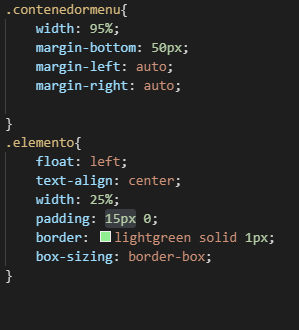 .contenedormenu{
width: 95%;
margin-bottom: 50px;
margin-left: auto;
margin-right: auto;
}
.elemento{
float: left;
text-align: center;
width: 25%;
padding: 15px 0;
border: lightgreen solid 1px;
box-sizing: border-box;
}